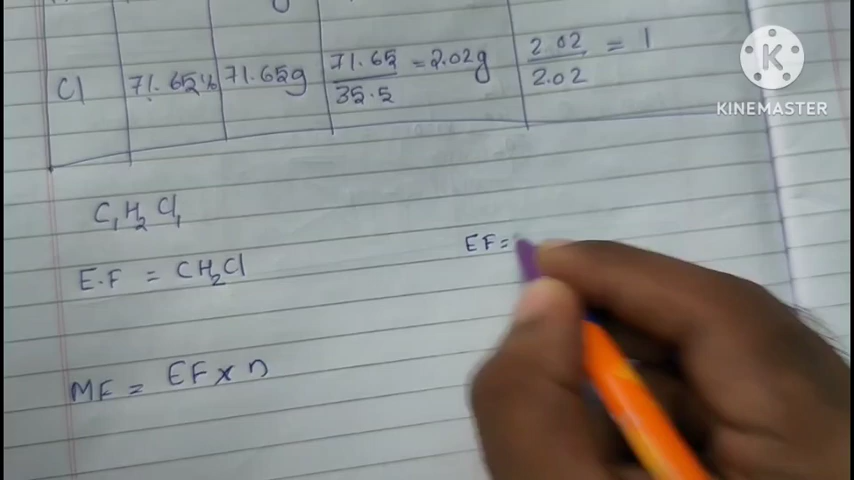 Cl 71.65% 71.65g 71.65/35.5 = 2.02g 2.02/2.02 = 1
KINEMASTER
C₁H₂Cl₁
EF=
E.F = CH₂Cl
MF = EF x n